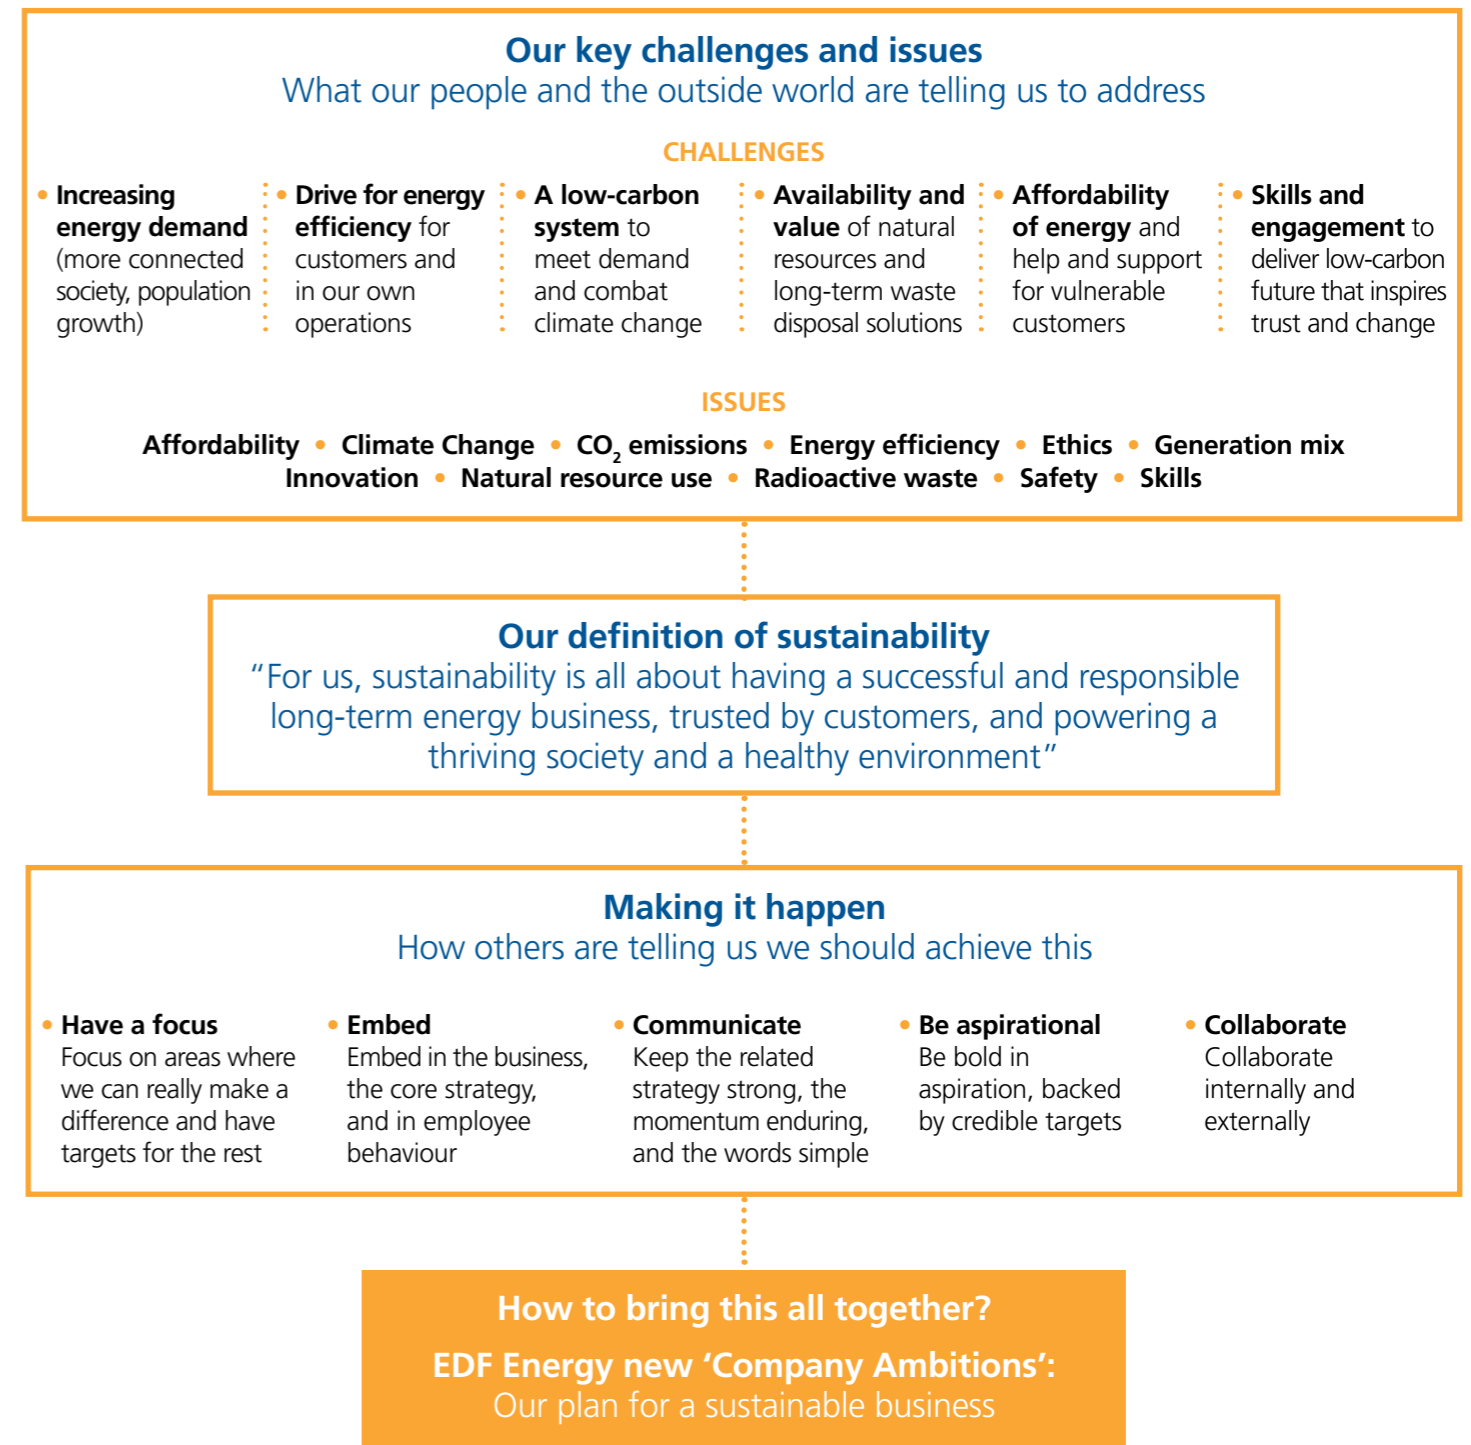 Our key challenges and issues
What our people and the outside world are telling us to address
CHALLENGES
• Increasing
energy demand
(more connected
society, population
growth)
• Drive for energy
efficiency for
customers and
in our own
operations
• A low-carbon
system to
meet demand
and combat
climate change
• Availability and
value of natural
resources and
long-term waste
disposal solutions
• Affordability
of energy and
help and support
for vulnerable
customers
• Skills and
engagement to
deliver low-carbon
future that inspires
trust and change
ISSUES
Affordability • Climate Change • CO₂ emissions • Energy efficiency • Ethics • Generation mix
Innovation • Natural resource use • Radioactive waste • Safety • Skills
Our definition of sustainability
“For us, sustainability is all about having a successful and responsible
long-term energy business, trusted by customers, and powering a
thriving society and a healthy environment”
Making it happen
How others are telling us we should achieve this
• Have a focus
Focus on areas where
we can really make a
difference and have
targets for the rest
• Embed
Embed in the business,
the core strategy,
and in employee
behaviour
• Communicate
Keep the related
strategy strong, the
momentum enduring,
and the words simple
• Be aspirational
Be bold in
aspiration, backed
by credible targets
• Collaborate
Collaborate
internally and
externally
How to bring this all together?
EDF Energy new ‘Company Ambitions’:
Our plan for a sustainable business